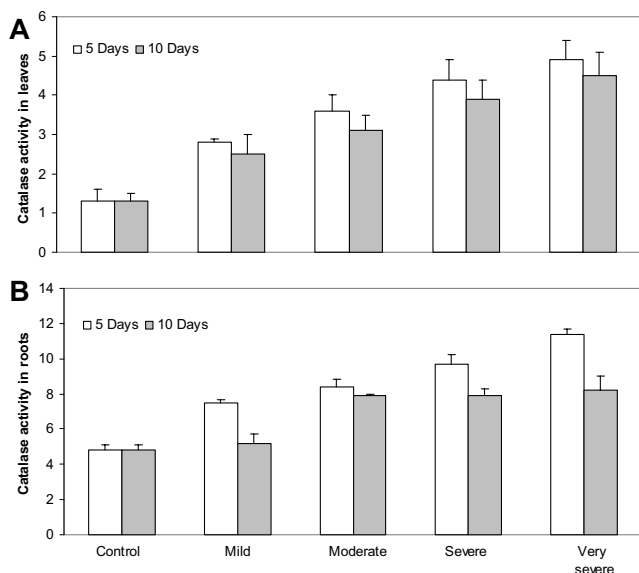 A
Catalase activity in leaves
6
5
4
3
2
1
0
5 Days 10 Days
B
Catalase activity in roots
14
12
10
8
6
4
2
0
5 Days 10 Days
Control Mild Moderate Severe Very
severe